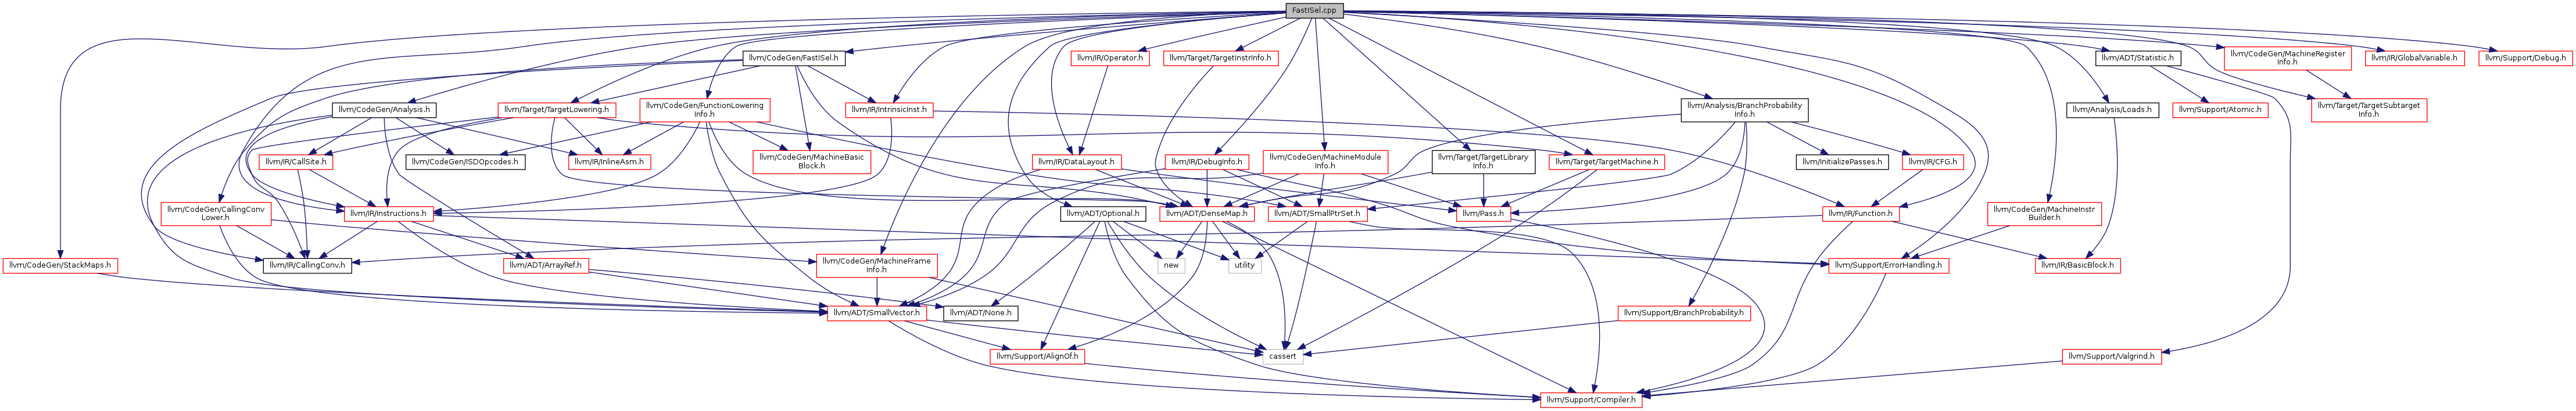 FastISel.cpp
llvm/CodeGen/FastISel.h
llvm/IR/Operator.h
llvm/Target/TargetInstrInfo.h
llvm/ADT/Statistic.h
llvm/CodeGen/MachineRegister
Info.h
llvm/IR/GlobalVariable.h
llvm/Support/Debug.h
llvm/CodeGen/Analysis.h
llvm/Target/TargetLowering.h
llvm/CodeGen/FunctionLowering
Info.h
llvm/IR/IntrinsicInst.h
llvm/Analysis/BranchProbability
Info.h
llvm/Analysis/Loads.h
llvm/Support/Atomic.h
llvm/Target/TargetSubtarget
Info.h
llvm/IR/CallSite.h
llvm/CodeGen/ISDOpcodes.h
llvm/IR/InlineAsm.h
llvm/CodeGen/MachineBasic
Block.h
llvm/IR/DataLayout.h
llvm/IR/DebugInfo.h
llvm/CodeGen/MachineModule
Info.h
llvm/Target/TargetLibrary
Info.h
llvm/Target/TargetMachine.h
llvm/InitializePasses.h
llvm/IR/CFG.h
llvm/CodeGen/CallingConv
Lower.h
llvm/IR/Instructions.h
llvm/ADT/Optional.h
llvm/ADT/DenseMap.h
llvm/ADT/SmallPtrSet.h
llvm/Pass.h
llvm/IR/Function.h
llvm/CodeGen/MachineInstr
Builder.h
llvm/CodeGen/StackMaps.h
llvm/IR/CallingConv.h
llvm/ADT/ArrayRef.h
llvm/CodeGen/MachineFrame
Info.h
new
utility
llvm/Support/ErrorHandling.h
llvm/IR/BasicBlock.h
llvm/ADT/SmallVector.h
llvm/ADT/None.h
llvm/Support/BranchProbability.h
llvm/Support/AlignOf.h
cassert
llvm/Support/Valgrind.h
llvm/Support/Compiler.h